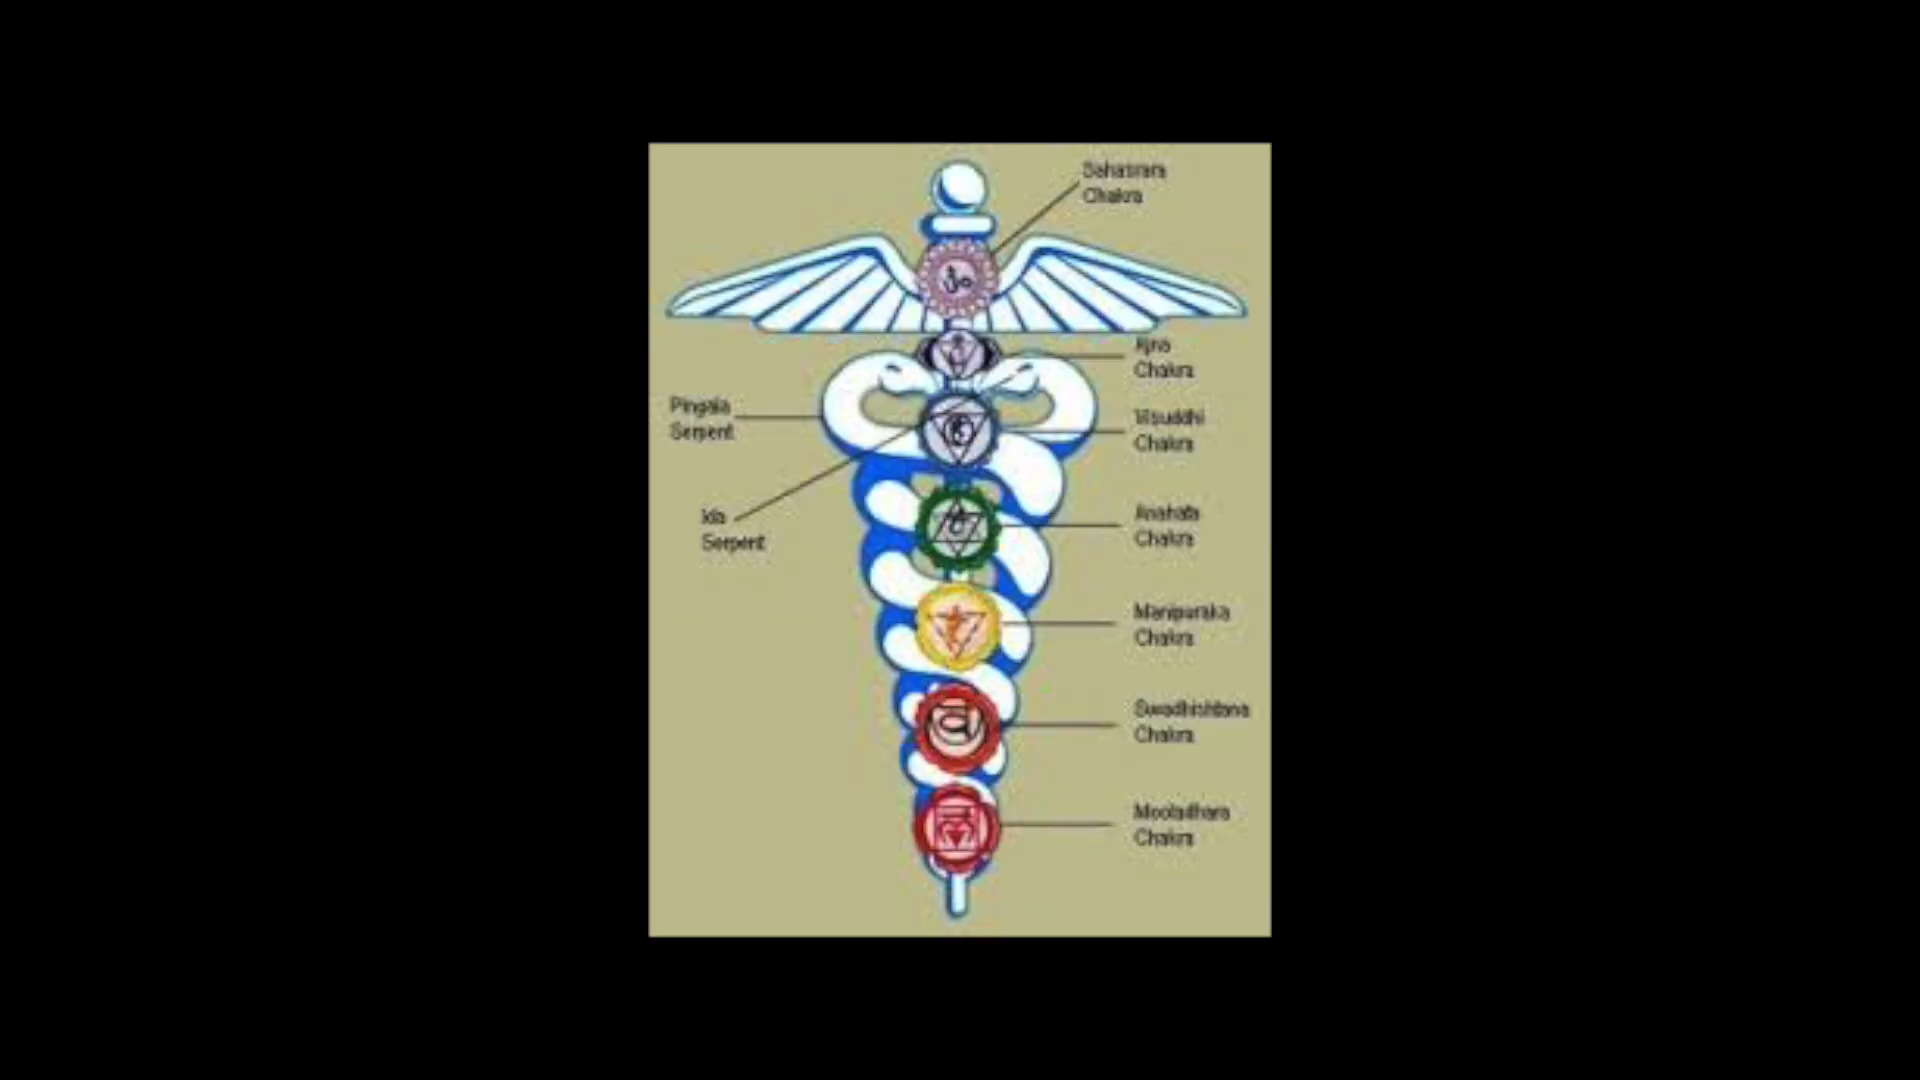 Sahasrara
Chakra
Ajna
Chakra
Pingala
Serpent
Visuddhi
Chakra
Ida
Serpent
Anahata
Chakra
Manipuraka
Chakra
Swadhishtana
Chakra
Mooladhara
Chakra